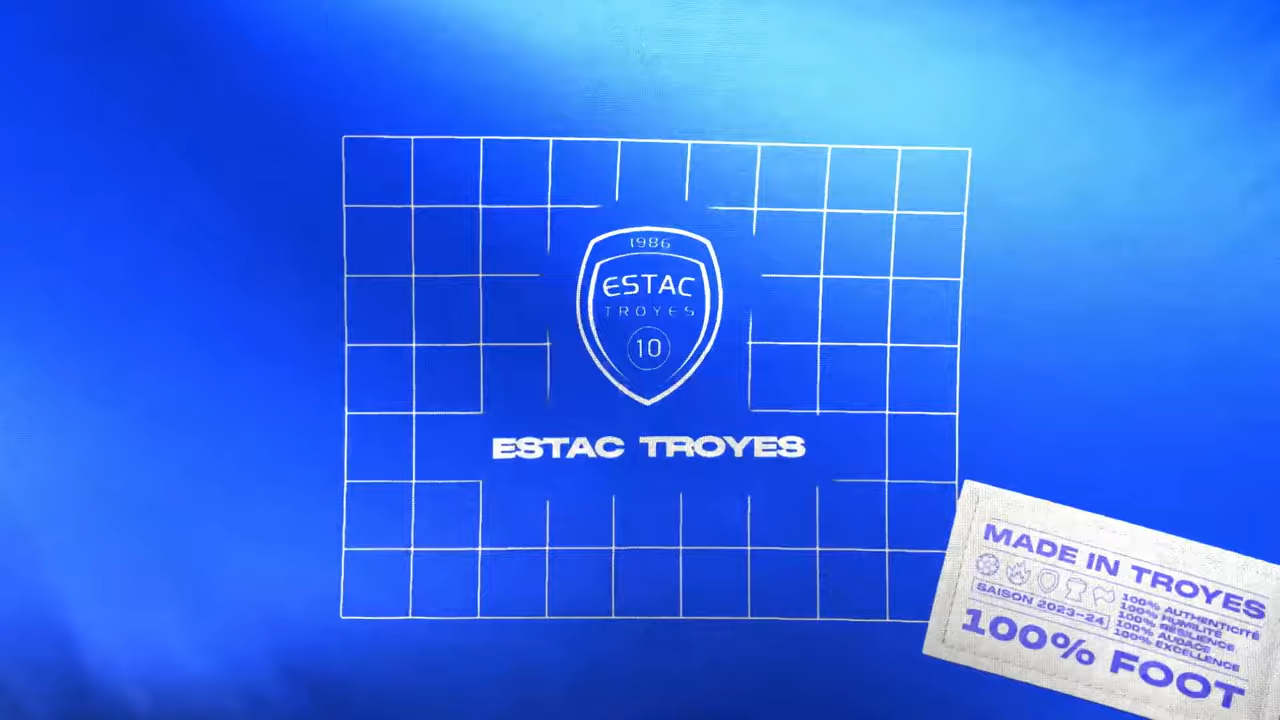 1986
ESTAC
TROYES
10
ESTAC TROYES
MADE IN TROYES
SAISON 2023-24
100% AUTHENTICITÉ
100% HUMILITÉ
100% RÉSILIENCE
100% AUDACE
100% EXCELLENCE
100% FOOT